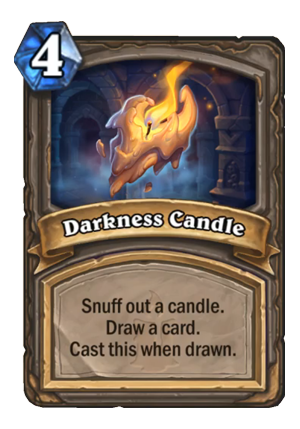 4
Darkness Candle
Snuff out a candle.
Draw a card.
Cast this when drawn.